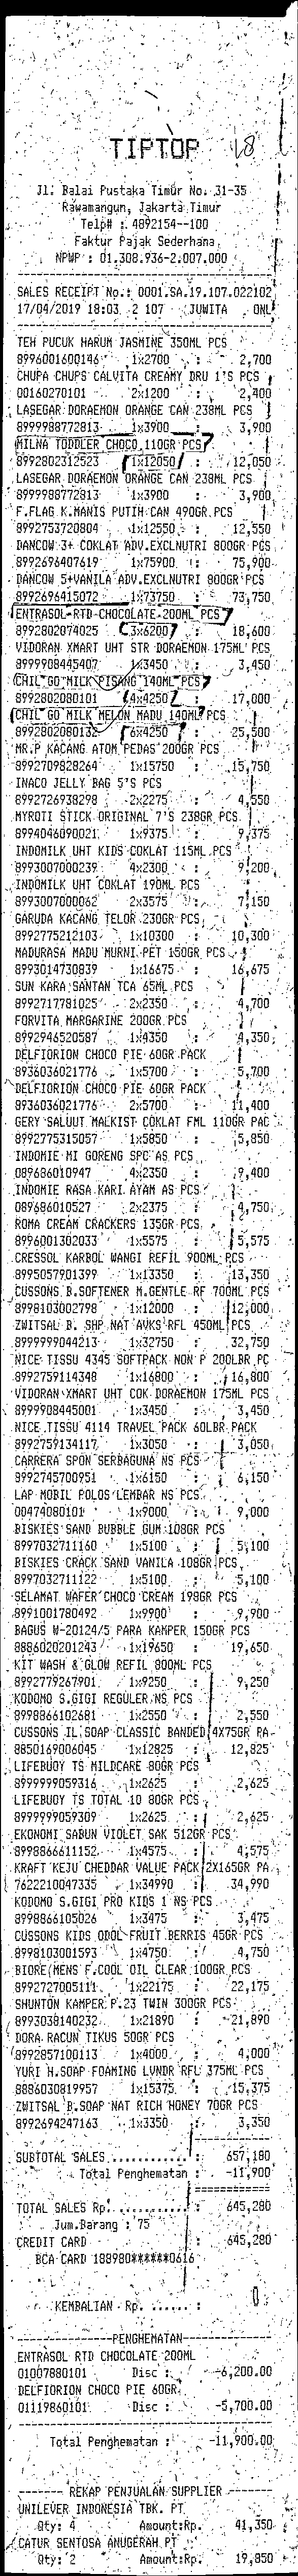 TIPTOP
18
Jl. Balai Pustaka Timur No. 31-35
Rawamangun, Jakarta Timur
Telp# : 4892154--100
Faktur Pajak Sederhana
NPWP : 01.308.936-2.007.000
SALES RECEIPT No.: 0001.SA.19.107.022102
17/04/2019 18:03 2 107 JUWITA ONL
TEH PUCUK HARUM JASMINE 350ML PCS
8996001600146 1x2700 : 2,700
CHUPA CHUPS CALVITA CREAMY DRU 1'S PCS
00160270101 2x1200 : 2,400
LASEGAR DORAEMON ORANGE CAN 238ML PCS
8999988772813 1x3900 : 3,900
MILNA TODDLER CHOCO 110GR PCS
8992802312523 1x12050 : 12,050
LASEGAR DORAEMON ORANGE CAN 238ML PCS
8999988772813 1x3900 : 3,900
F.FLAG K.MANIS PUTIH CAN 490GR PCS
8992753720804 1x12550 : 12,550
DANCOW 3+ COKLAT ADV.EXCLNUTRI 800GR PCS
8992696407619 1x75900 : 75,900
DANCOW 5+VANILA ADV.EXCLNUTRI 800GR PCS
8992696415072 1x73750 : 73,750
ENTRASOL RTD CHOCOLATE 200ML PCS
8992802074025 3x6200 : 18,600
VIDORAN XMART UHT STR DORAEMON 175ML PCS
8999908445407 1x3450 : 3,450
CHIL GO MILK PISANG 140ML PCS
8992802080101 4x4250 : 17,000
CHIL GO MILK MELON MADU 140ML PCS
8992802080132 6x4250 : 25,500
MR.P KACANG ATOM PEDAS 200GR PCS
8992709828264 1x15750 : 15,750
INACO JELLY BAG 5'S PCS
8992726938298 2x2275 : 4,550
MYROTI STICK ORIGINAL 7'S 238GR PCS
8994046090021 1x9375 : 9,375
INDOMILK UHT KIDS COKLAT 115ML PCS
8993007000239 4x2300 : 9,200
INDOMILK UHT COKLAT 190ML PCS
8993007000062 2x3575 : 7,150
GARUDA KACANG TELOR 230GR PCS
8992775212103 1x10300 : 10,300
MADURASA MADU MURNI PET 150GR PCS
8993014730839 1x16675 : 16,675
SUN KARA SANTAN TCA 65ML PCS
8992717781025 2x2350 : 4,700
FORVITA MARGARINE 200GR PCS
8992946520587 1x4350 : 4,350
DELFIORION CHOCO PIE 60GR PACK
8936036021776 1x5700 : 5,700
DELFIORION CHOCO PIE 60GR PACK
8936036021776 2x5700 : 11,400
GERY SALUUT MALKIST COKLAT FML 110GR PAC
8992775315057 1x5850 : 5,850
INDOMIE MI GORENG SPC AS PCS
089686010947 4x2350 : 9,400
INDOMIE RASA KARI AYAM AS PCS
089686010527 2x2375 : 4,750
ROMA CREAM CRACKERS 135GR PCS
8996001302033 1x5575 : 5,575
CRESSOL KARBOL WANGI REFIL 900ML PCS
8995057901399 1x13350 : 13,350
CUSSONS B.SOFTENER M.GENTLE RF 700ML PCS
8998103002798 1x12000 : 12,000
ZWITSAL B. SHP NAT AVKS RFL 450ML PCS
8999999044213 1x32750 : 32,750
NICE TISSU 4345 SOFTPACK NON P 200LBR PC
8992759114348 1x16800 : 16,800
VIDORAN XMART UHT COK DORAEMON 175ML PCS
8999908445001 1x3450 : 3,450
NICE TISSU 4114 TRAVEL PACK 60LBR PACK
8992759134117 1x3050 : 3,050
CARRERA SPON SERBAGUNA NS PCS
8992745700951 1x6150 : 6,150
LAP MOBIL POLOS LEMBAR NS PCS
00474080101 1x9000 : 9,000
BISKIES SAND BUBBLE GUM 108GR PCS
8997032711160 1x5100 : 5,100
BISKIES CRACK SAND VANILA 108GR PCS
8997032711122 1x5100 : 5,100
SELAMAT WAFER CHOCO CREAM 198GR PCS
8991001780492 1x9900 : 9,900
BAGUS W-20124/5 PARA KAMPER 150GR PCS
8886020201243 1x19650 : 19,650
KIT WASH & GLOW REFIL 800ML PCS
8992779267901 1x9250 : 9,250
KODOMO S.GIGI REGULER NS PCS
8998866102681 1x2550 : 2,550
CUSSONS IL SOAP CLASSIC BANDED 4X75GR PA
8850169006045 1x12825 : 12,825
LIFEBUOY TS MILDCARE 80GR PCS
8999999059316 1x2625 : 2,625
LIFEBUOY TS TOTAL 10 80GR PCS
8999999059309 1x2625 : 2,625
EKONOMI SABUN VIOLET SAK 512GR PCS
8998866611152 1x4575 : 4,575
KRAFT KEJU CHEDDAR VALUE PACK 2X165GR PA
7622210047335 1x34990 : 34,990
KODOMO S.GIGI PRO KIDS 1 NS PCS
8998866105026 1x3475 : 3,475
CUSSONS KIDS ODOL FRUIT BERRIS 45GR PCS
8998103001593 1x4750 : 4,750
BIORE MENS F.COOL OIL CLEAR 100GR PCS
8992727005111 1x22175 : 22,175
SHUNTON KAMPER P.23 TWIN 300GR PCS
8993038140232 1x21890 : 21,890
DORA RACUN TIKUS 50GR PCS
8992857100113 1x4000 : 4,000
YURI H.SOAP FOAMING LVNDR RFL 375ML PCS
8886030819957 1x15375 : 15,375
ZWITSAL B.SOAP NAT RICH HONEY 70GR PCS
8992694247163 1x3350 : 3,350
SUBTOTAL SALES ............ : 657,180
Total Penghematan : -11,900
TOTAL SALES Rp. ........... : 645,280
Jum.Barang : 75
CREDIT CARD : 645,280
BCA CARD 188980******0616
KEMBALIAN Rp. ...... : 0
PENGHEMATAN
ENTRASOL RTD CHOCOLATE 200ML
01007880101 Disc : -6,200.00
DELFIORION CHOCO PIE 60GR
01119860101 Disc : -5,700.00
Total Penghematan : -11,900.00
REKAP PENJUALAN SUPPLIER
UNILEVER INDONESIA TBK. PT
Qty: 4 Amount:Rp. 41,350
CATUR SENTOSA ANUGERAH PT
Qty: 2 Amount:Rp. 19,850